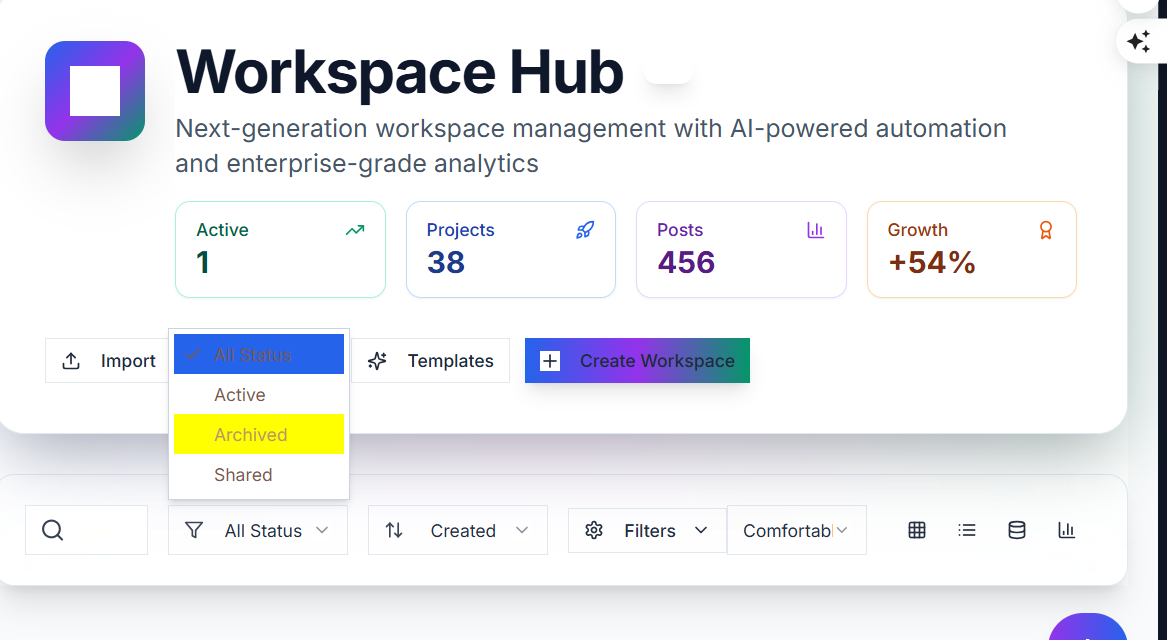 Workspace Hub
Next-generation workspace management with AI-powered automation
and enterprise-grade analytics
Active
1
Projects
38
Posts
456
Growth
+54%
Import
All Status
Active
Archived
Shared
Templates
Create Workspace
All Status
Created
Filters
Comfortab